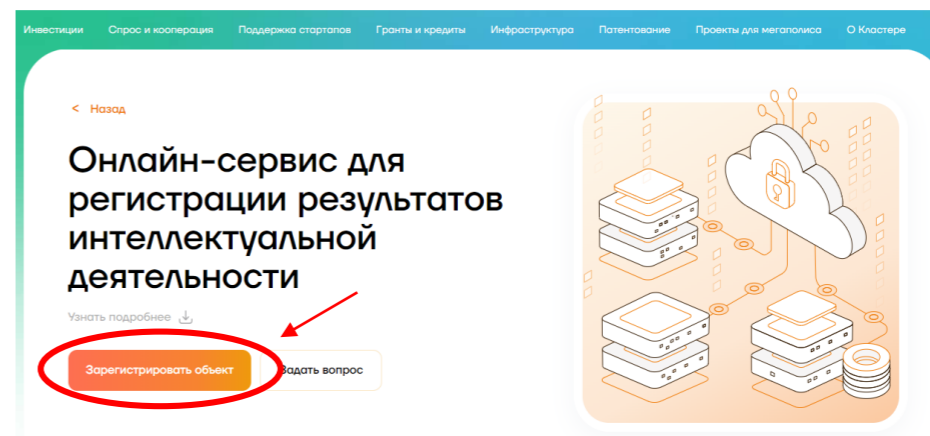 Инвестиции Спрос и кооперация Поддержка стартапов Гранты и кредиты Инфраструктура Патентование Проекты для мегаполиса О Кластере
< Назад
Онлайн-сервис для
регистрации результатов
интеллектуальной
деятельности
Узнать подробнее
Зарегистрировать объект Задать вопрос